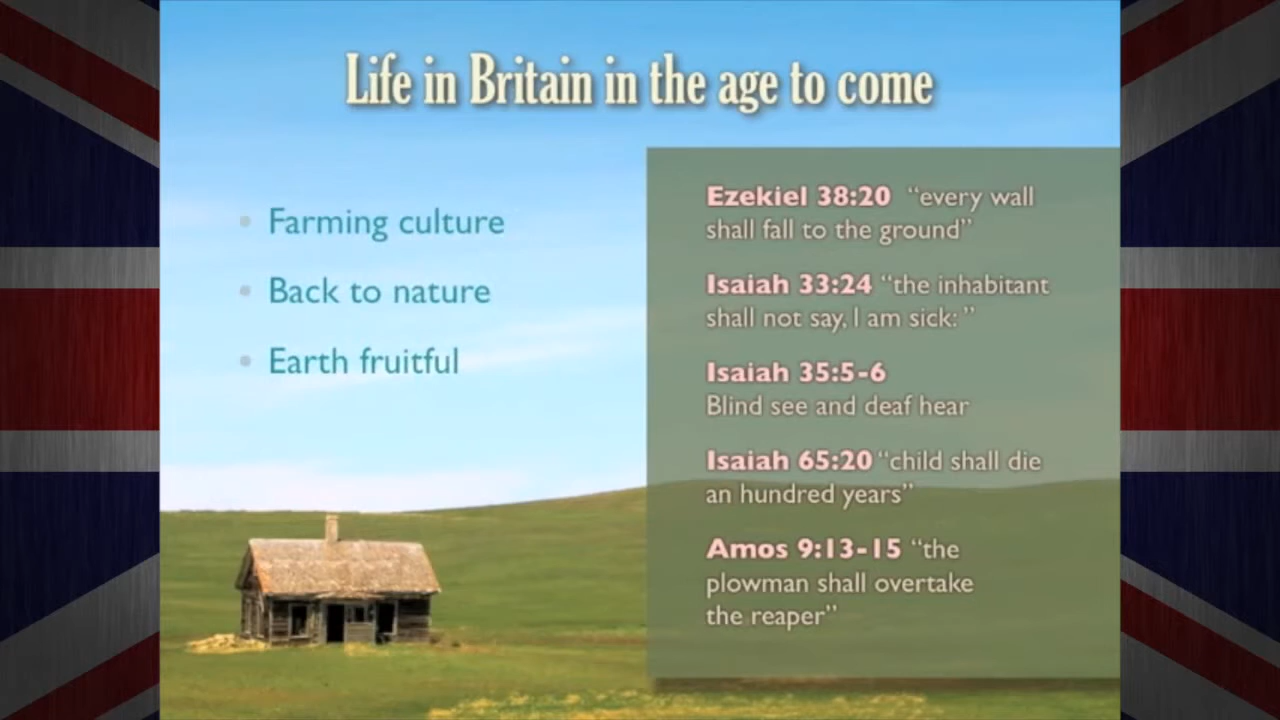 Life in Britain in the age to come
• Farming culture
• Back to nature
• Earth fruitful
Ezekiel 38:20 “every wall
shall fall to the ground”
Isaiah 33:24 “the inhabitant
shall not say, I am sick: ”
Isaiah 35:5-6
Blind see and deaf hear
Isaiah 65:20 “child shall die
an hundred years”
Amos 9:13-15 “the
plowman shall overtake
the reaper”